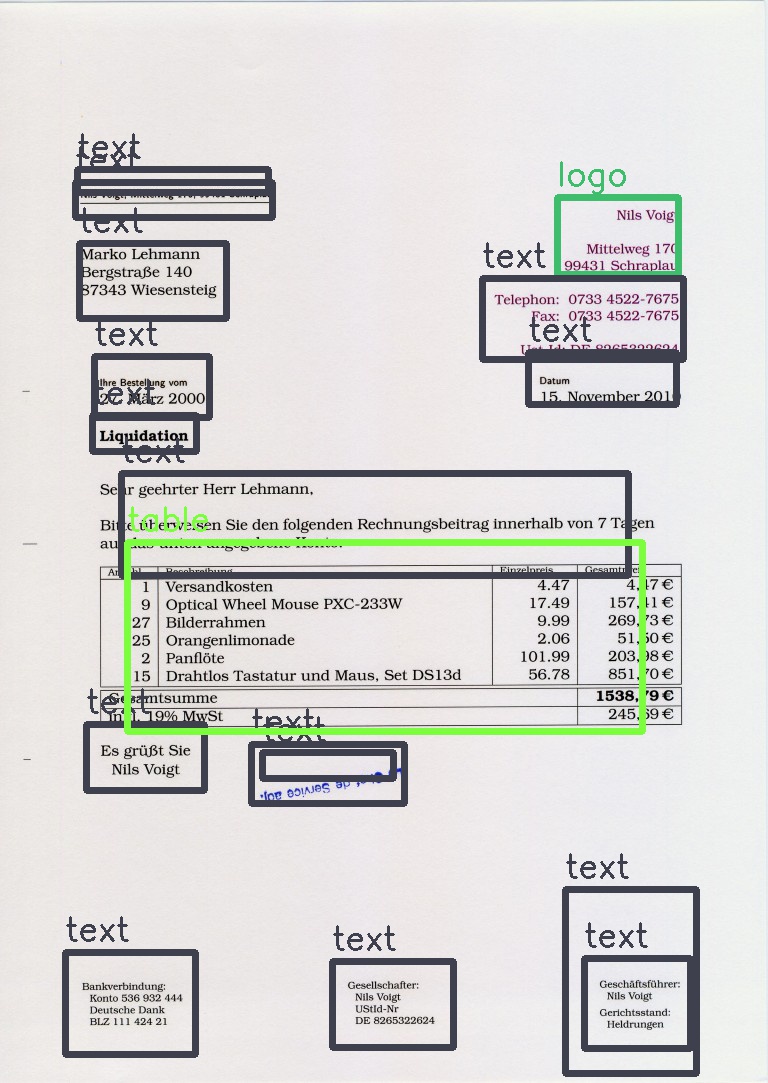 text
text
Nils Voigt, Mittelweg 170, 99430 Schraplau
logo
Nils Voigt
Mittelweg 170
99431 Schraplau
text
Marko Lehmann
Bergstraße 140
87343 Wiesensteig
text
Telephon: 0733 4522-7675
Fax: 0733 4522-7675
Ust-Id: DE 8265322624
text
Ihre Bestellung vom
27. März 2000
text
Datum
15. November 2010
text
Liquidation
text
Sehr geehrter Herr Lehmann,
Bitte überweisen Sie den folgenden Rechnungsbeitrag innerhalb von 7 Tagen
auf das unten angegebene Konto.
table
Anzahl Beschreibung Einzelpreis Gesamtpreis
1 Versandkosten 4.47 4,47 €
9 Optical Wheel Mouse PXC-233W 17.49 157,41 €
27 Bilderrahmen 9.99 269,73 €
25 Orangenlimonade 2.06 51,50 €
2 Panflöte 101.99 203,98 €
15 Drahtlos Tastatur und Maus, Set DS13d 56.78 851,70 €
Gesamtsumme 1538,79 €
inkl. 19% MwSt 245,69 €
text
Es grüßt Sie
Nils Voigt
text
text
de Service
text
Bankverbindung:
Konto 536 932 444
Deutsche Dank
BLZ 111 424 21
text
Gesellschafter:
Nils Voigt
UStId-Nr
DE 8265322624
text
text
Geschäftsführer:
Nils Voigt
Gerichtsstand:
Heldrungen